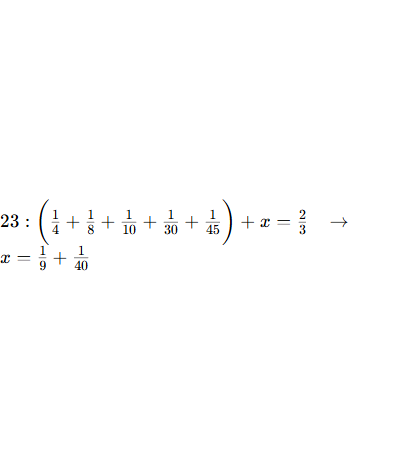 23 : (1/4 + 1/8 + 1/10 + 1/30 + 1/45) + x = 2/3 →
x = 1/9 + 1/40